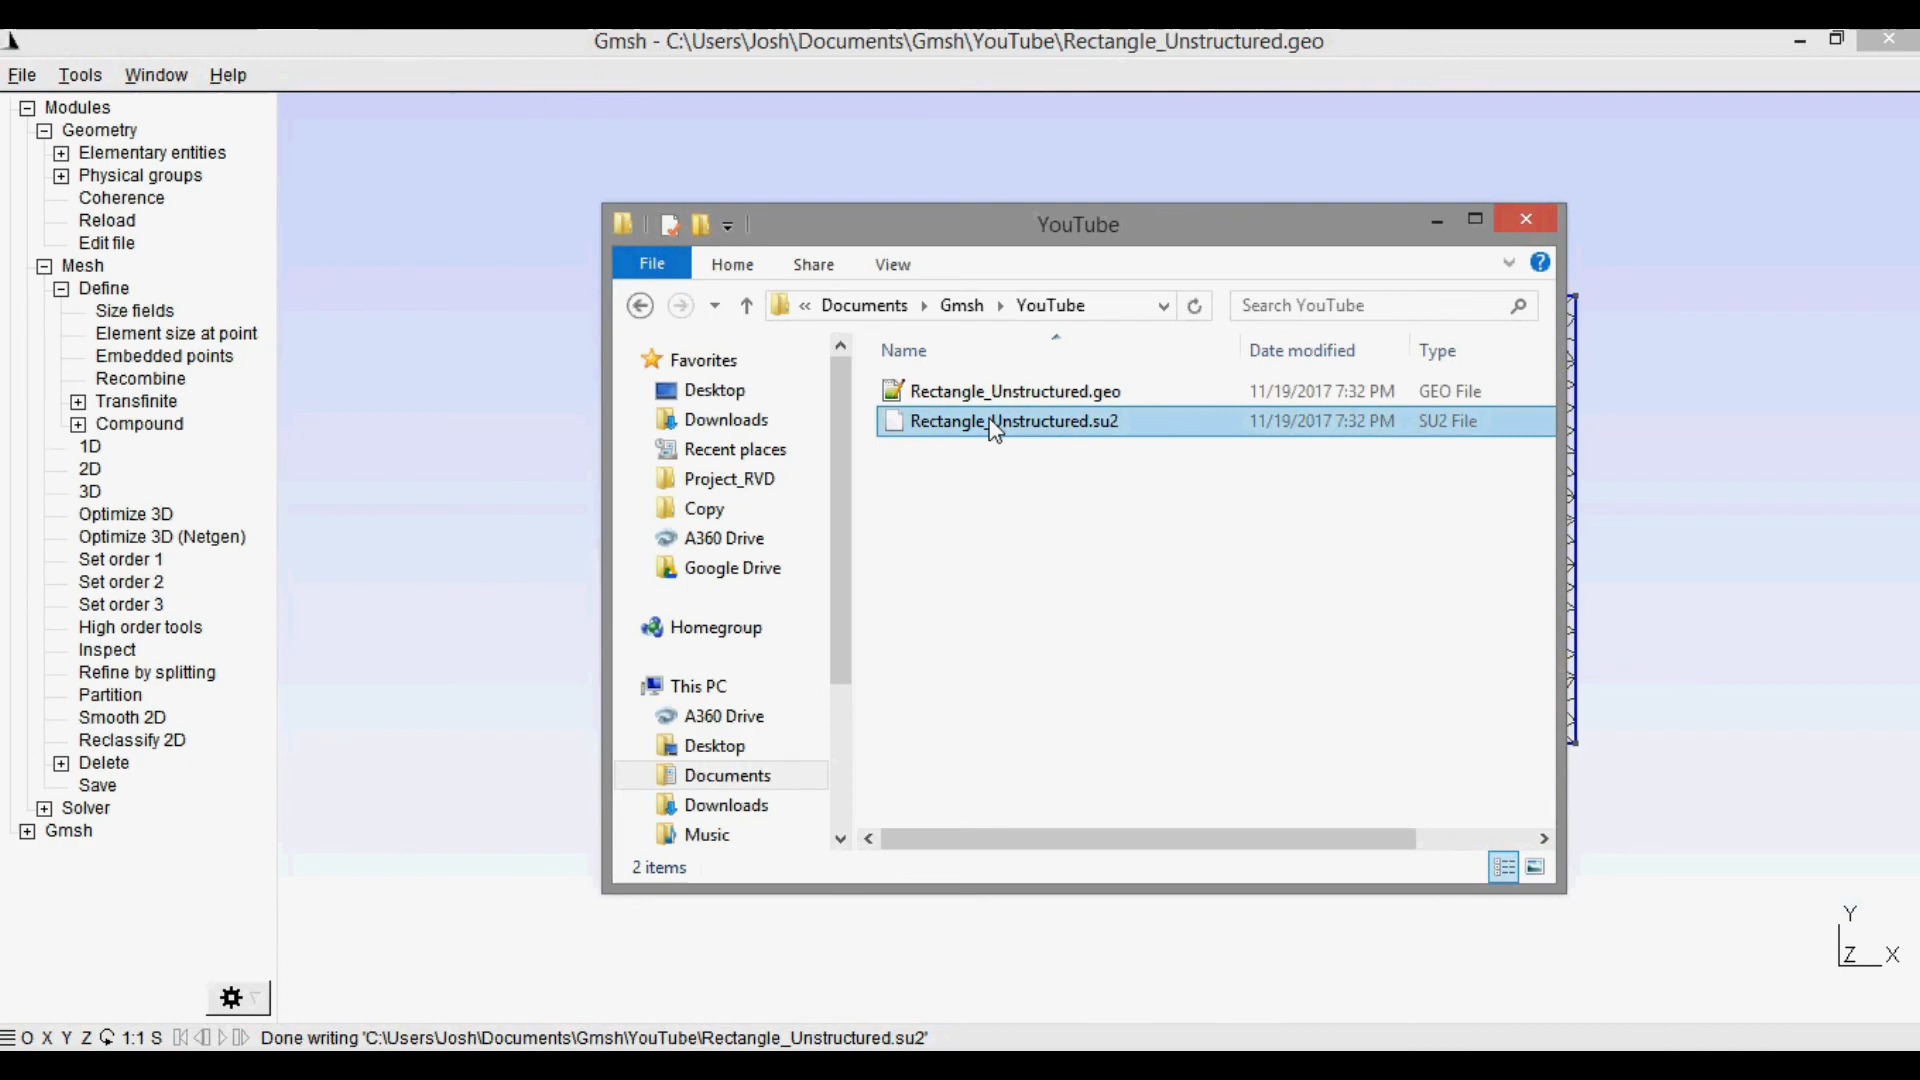 Gmsh - C:\Users\Josh\Documents\Gmsh\YouTube\Rectangle_Unstructured.geo
File Tools Window Help
Modules
Geometry
Elementary entities
Physical groups
Coherence
Reload
Edit file
Mesh
Define
Size fields
Element size at point
Embedded points
Recombine
Transfinite
Compound
1D
2D
3D
Optimize 3D
Optimize 3D (Netgen)
Set order 1
Set order 2
Set order 3
High order tools
Inspect
Refine by splitting
Partition
Smooth 2D
Reclassify 2D
Delete
Save
Solver
Gmsh
YouTube
File Home Share View
« Documents Gmsh YouTube
Search YouTube
Name Date modified Type
Rectangle_Unstructured.geo 11/19/2017 7:32 PM GEO File
Rectangle_Unstructured.su2 11/19/2017 7:32 PM SU2 File
Favorites
Desktop
Downloads
Recent places
Project_RVD
Copy
A360 Drive
Google Drive
Homegroup
This PC
A360 Drive
Desktop
Documents
Downloads
Music
2 items
Y
Z X
O X Y Z 1:1 S Done writing 'C:\Users\Josh\Documents\Gmsh\YouTube\Rectangle_Unstructured.su2'